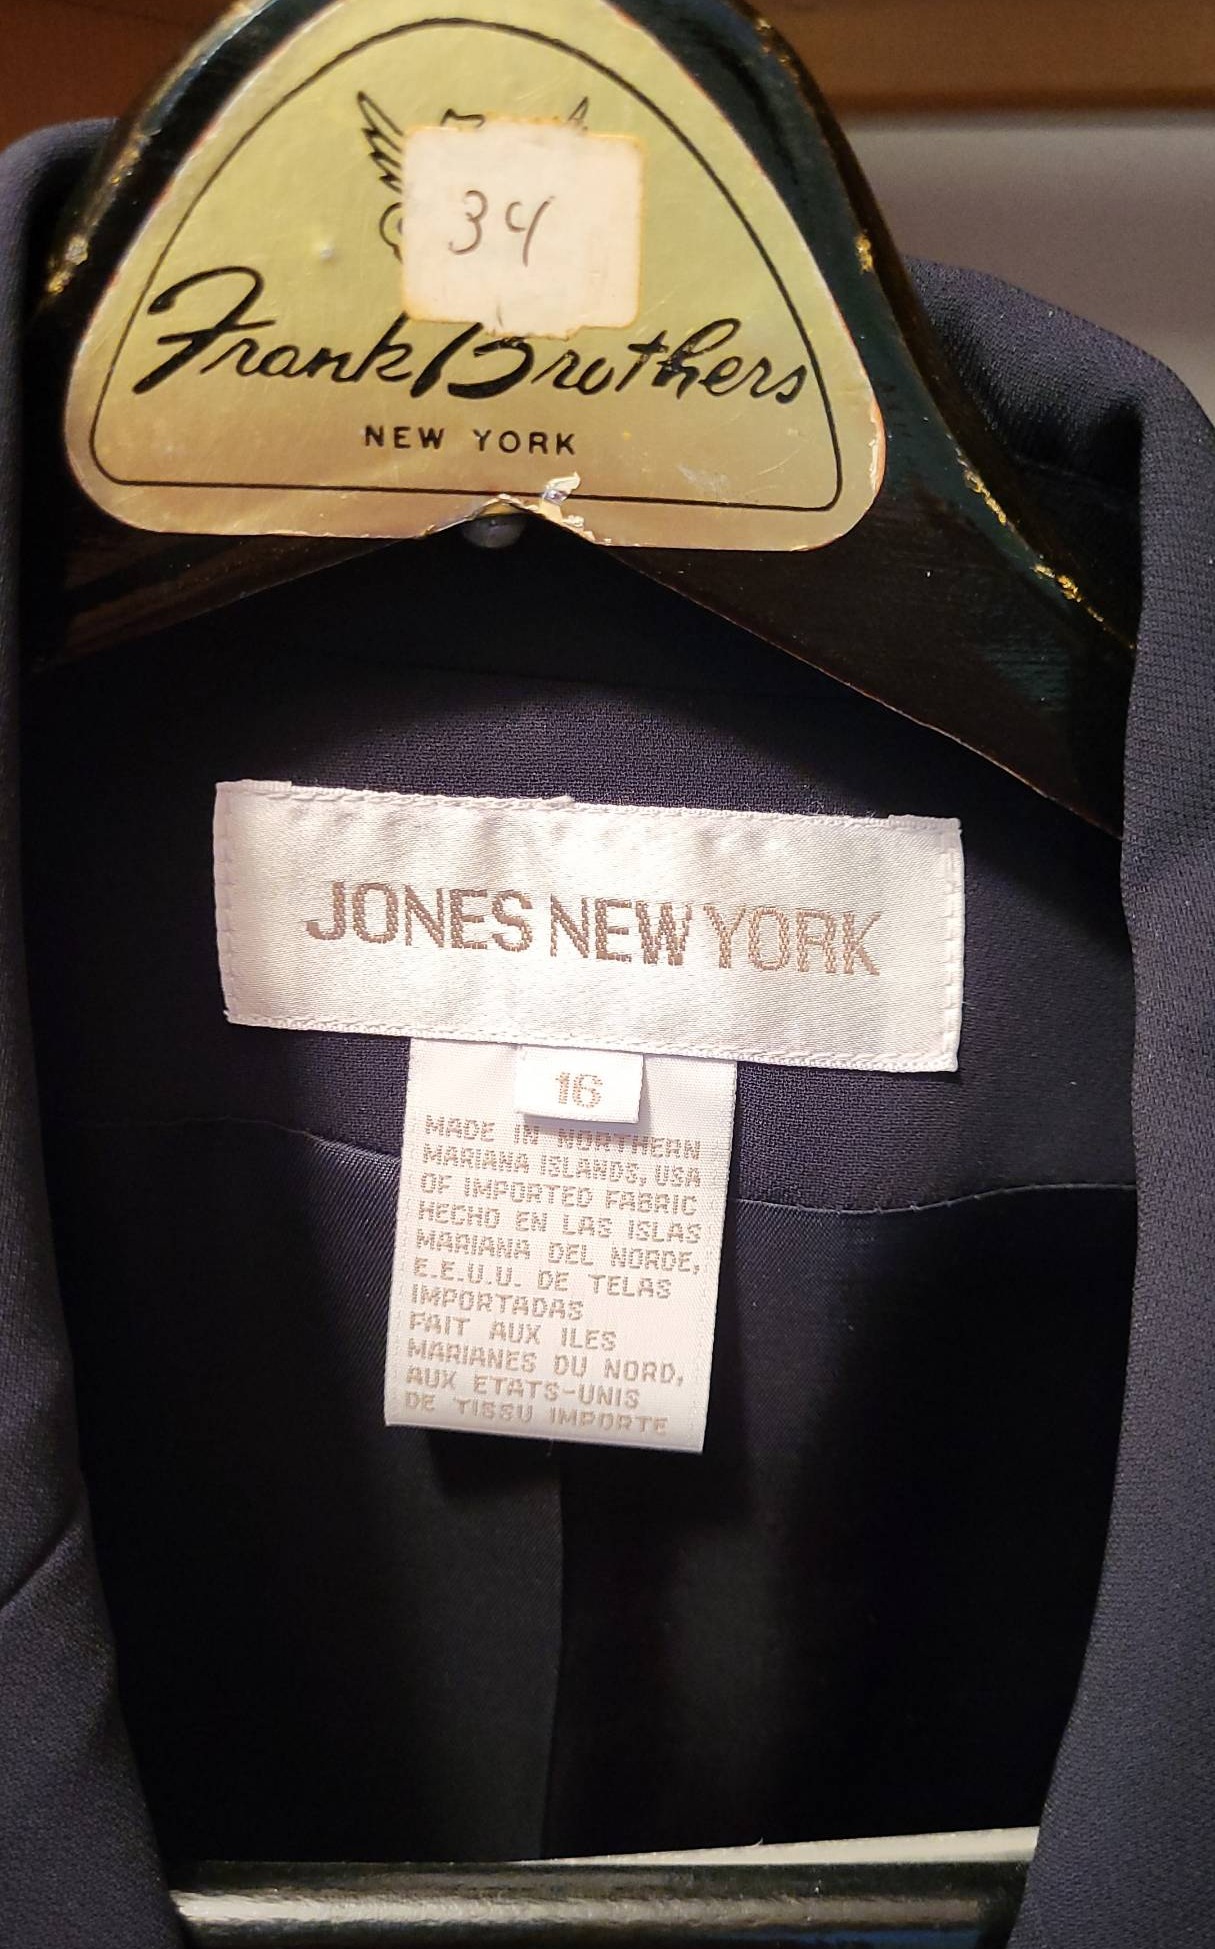 34
Frank Brothers
NEW YORK
JONES NEW YORK
16
MADE IN NORTHERN
MARIANA ISLANDS, USA
OF IMPORTED FABRIC
HECHO EN LAS ISLAS
MARIANA DEL NORDE,
E.E.U.U. DE TELAS
IMPORTADAS
FAIT AUX ILES
MARIANES DU NORD,
AUX ETATS-UNIS
DE TISSU IMPORTE